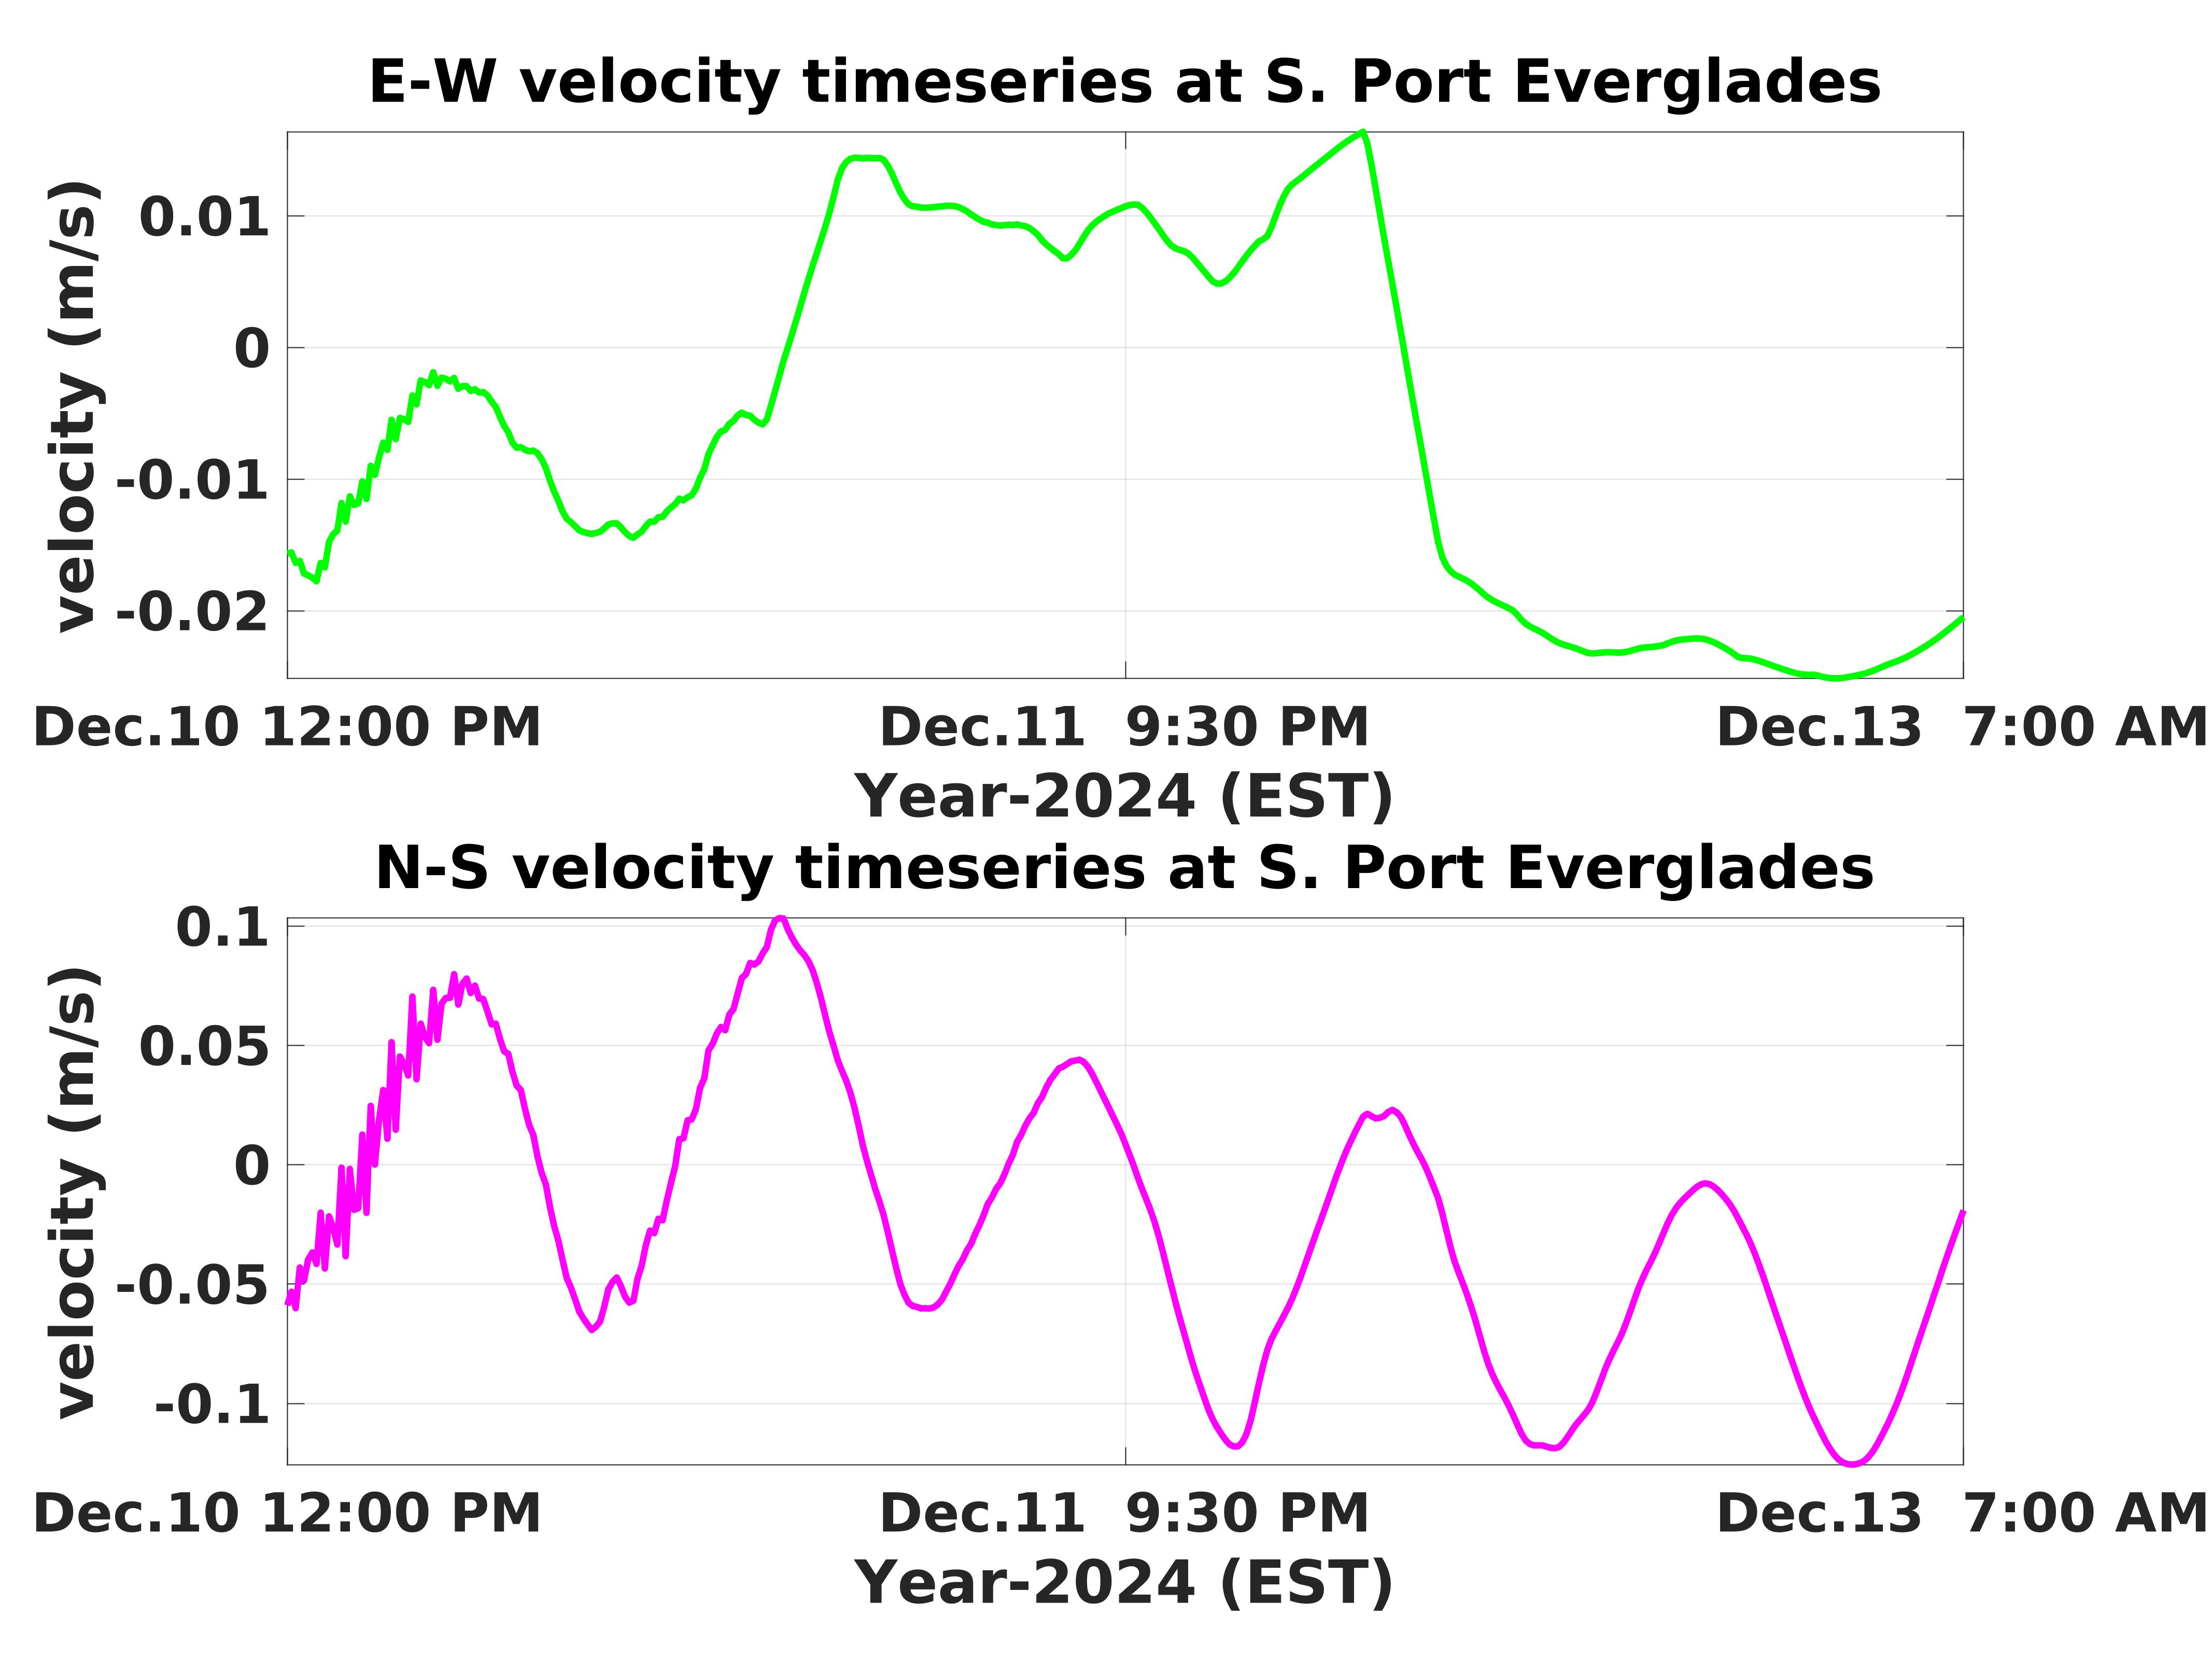 E-W velocity timeseries at S. Port Everglades
velocity (m/s)
0.01
0
-0.01
-0.02
Dec.10 12:00 PM Dec.11 9:30 PM Dec.13 7:00 AM
Year-2024 (EST)
N-S velocity timeseries at S. Port Everglades
velocity (m/s)
0.1
0.05
0
-0.05
-0.1
Dec.10 12:00 PM Dec.11 9:30 PM Dec.13 7:00 AM
Year-2024 (EST)